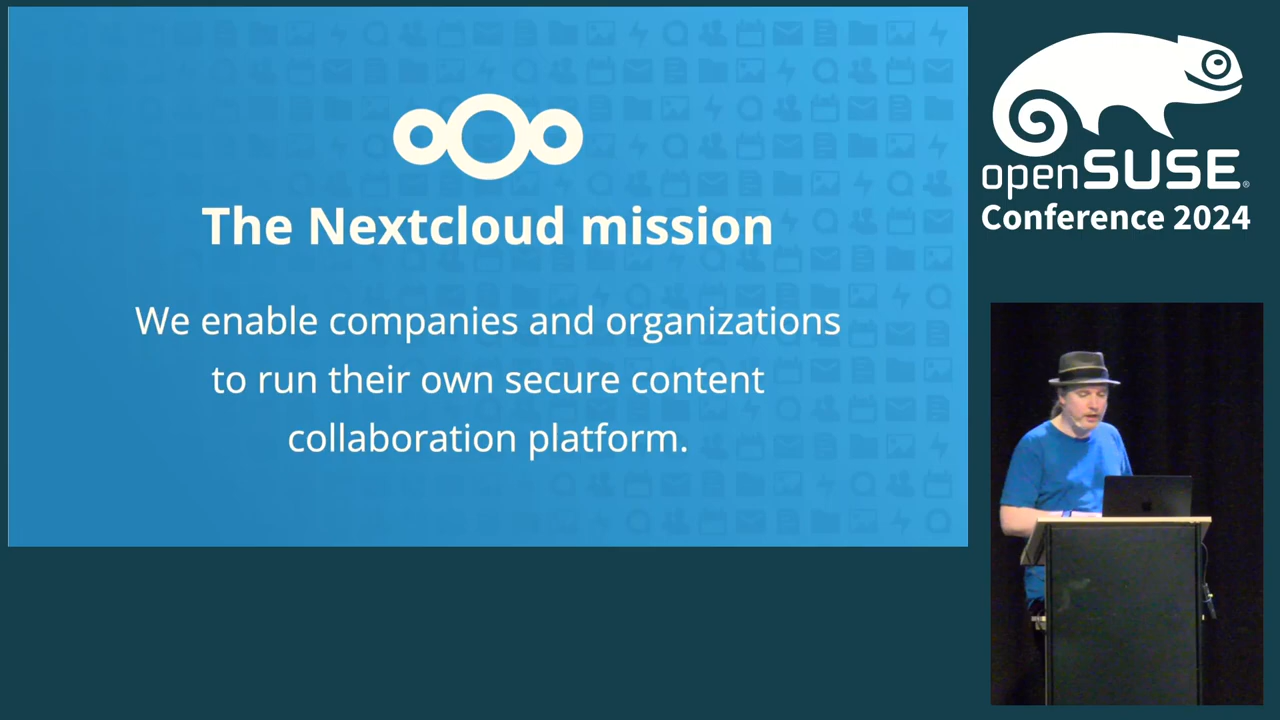 The Nextcloud mission
We enable companies and organizations
to run their own secure content
collaboration platform.
openSUSE®
Conference 2024